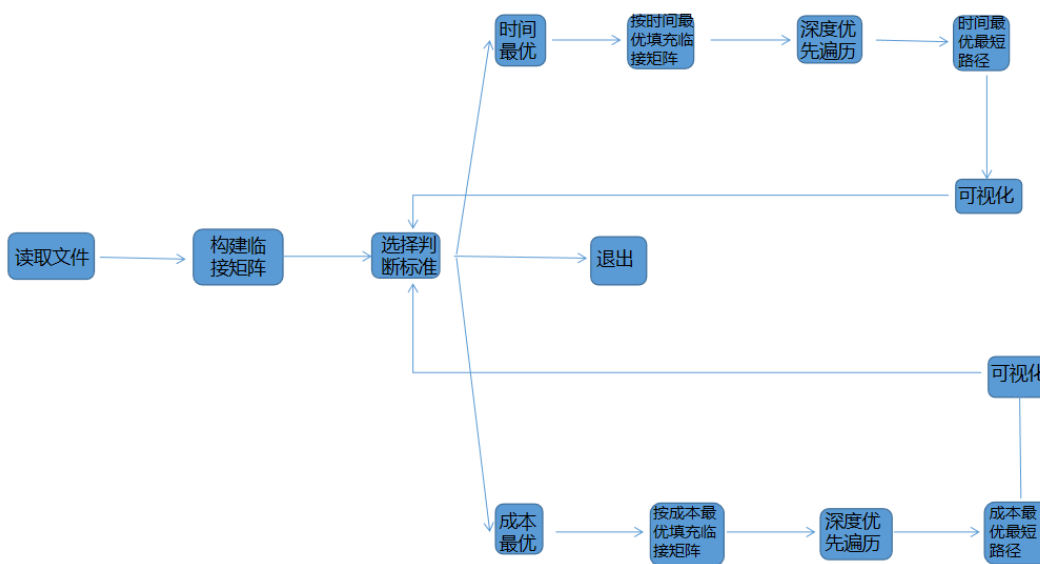 时间
最优
按时间最
优填充临
接矩阵
深度优
先遍历
时间最
优最短
路径
可视化
读取文件
构建临
接矩阵
选择判
断标准
退出
可视化
成本
最优
按成本最
优填充临
接矩阵
深度优
先遍历
成本最
优最短
路径